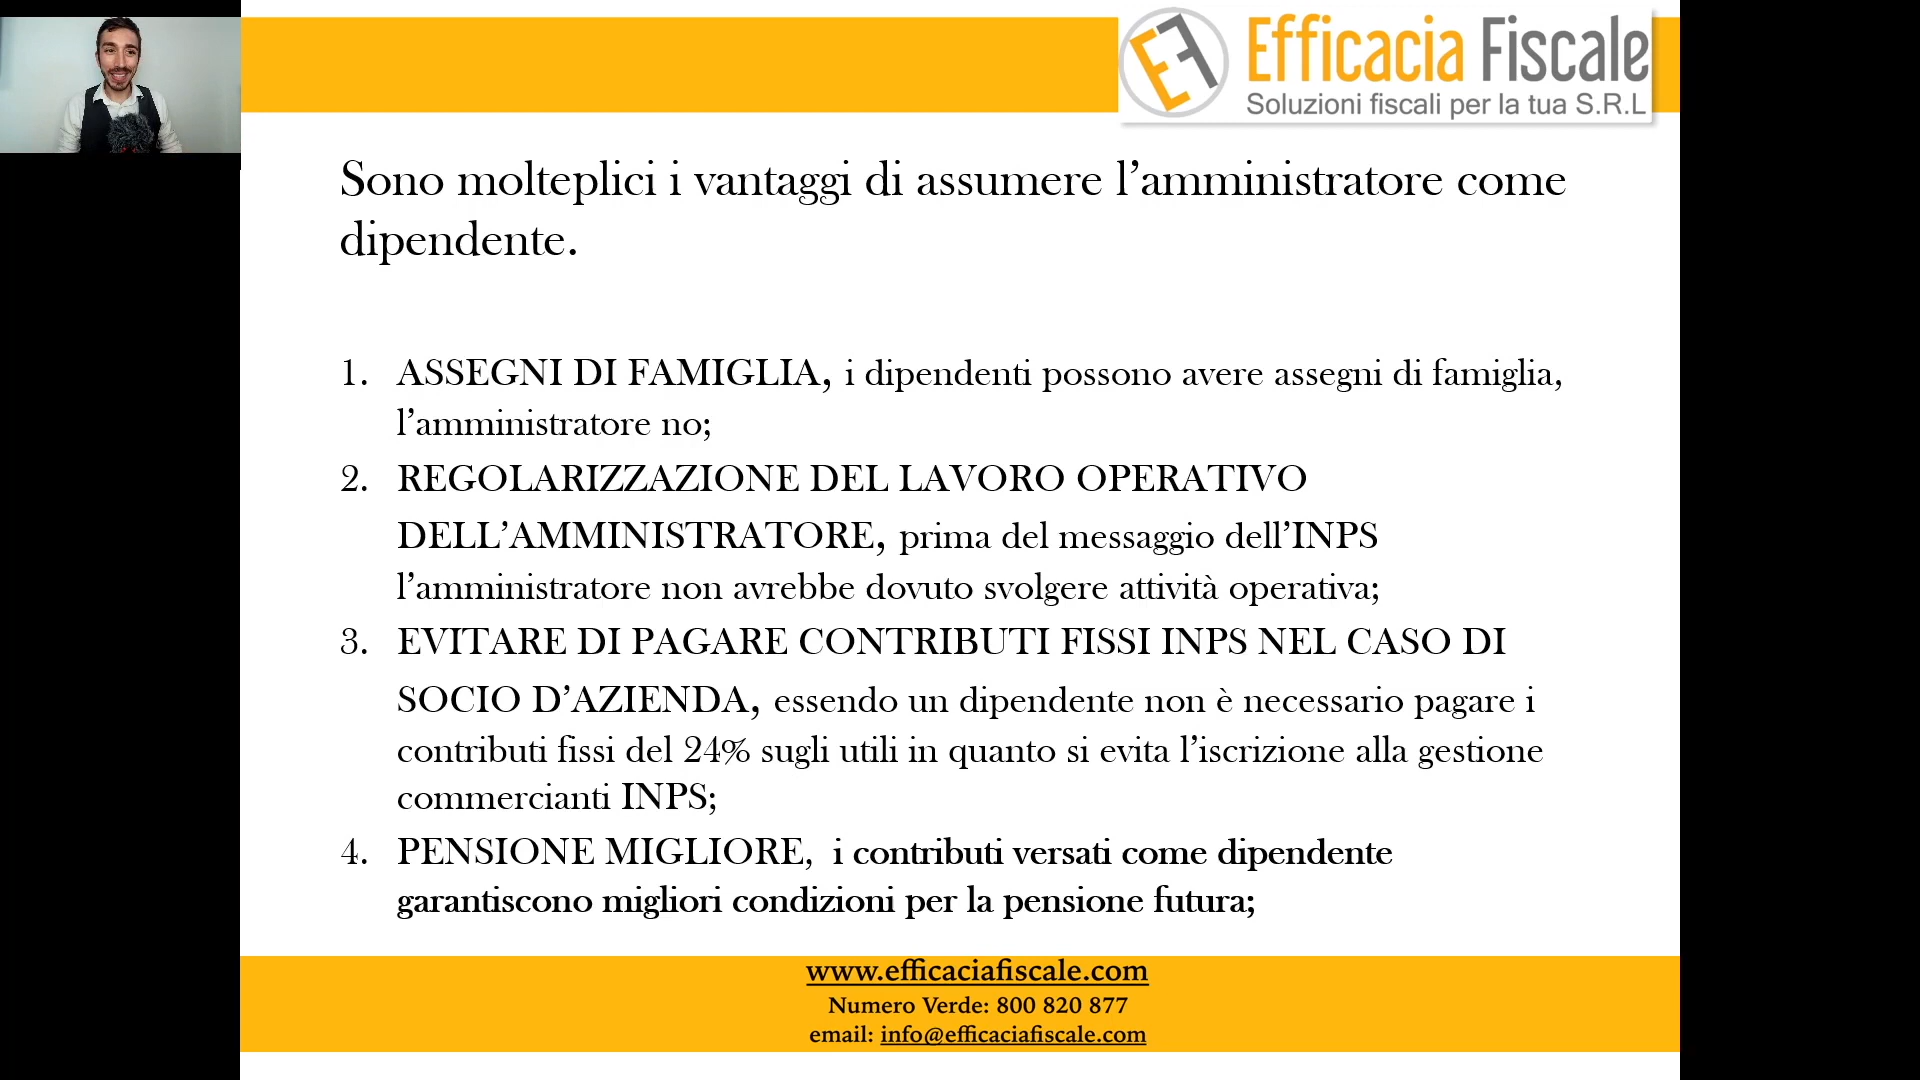 EF
Efficacia Fiscale
Soluzioni fiscali per la tua S.R.L
Sono molteplici i vantaggi di assumere l’amministratore come
dipendente.
1. ASSEGNI DI FAMIGLIA, i dipendenti possono avere assegni di famiglia,
l’amministratore no;
2. REGOLARIZZAZIONE DEL LAVORO OPERATIVO
DELL’AMMINISTRATORE, prima del messaggio dell’INPS
l’amministratore non avrebbe dovuto svolgere attività operativa;
3. EVITARE DI PAGARE CONTRIBUTI FISSI INPS NEL CASO DI
SOCIO D’AZIENDA, essendo un dipendente non è necessario pagare i
contributi fissi del 24% sugli utili in quanto si evita l’iscrizione alla gestione
commercianti INPS;
4. PENSIONE MIGLIORE, i contributi versati come dipendente
garantiscono migliori condizioni per la pensione futura;
www.efficaciafiscale.com
Numero Verde: 800 820 877
email: info@efficaciafiscale.com